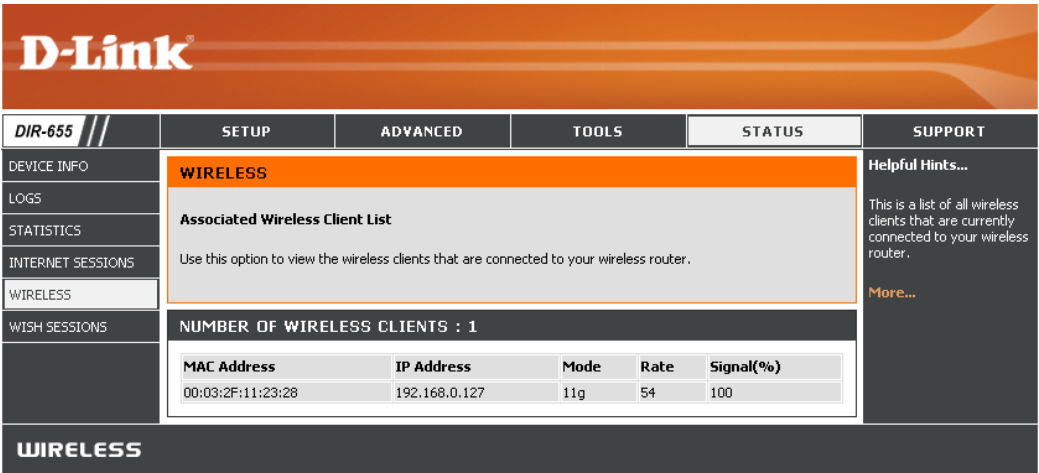 D-Link®
DIR-655
SETUP
ADVANCED
TOOLS
STATUS
SUPPORT
DEVICE INFO
LOGS
STATISTICS
INTERNET SESSIONS
WIRELESS
WISH SESSIONS
WIRELESS
Associated Wireless Client List
Use this option to view the wireless clients that are connected to your wireless router.
NUMBER OF WIRELESS CLIENTS : 1
MAC Address IP Address Mode Rate Signal(%)
00:03:2F:11:23:28 192.168.0.127 11g 54 100
Helpful Hints...
This is a list of all wireless
clients that are currently
connected to your wireless
router.
More...
WIRELESS